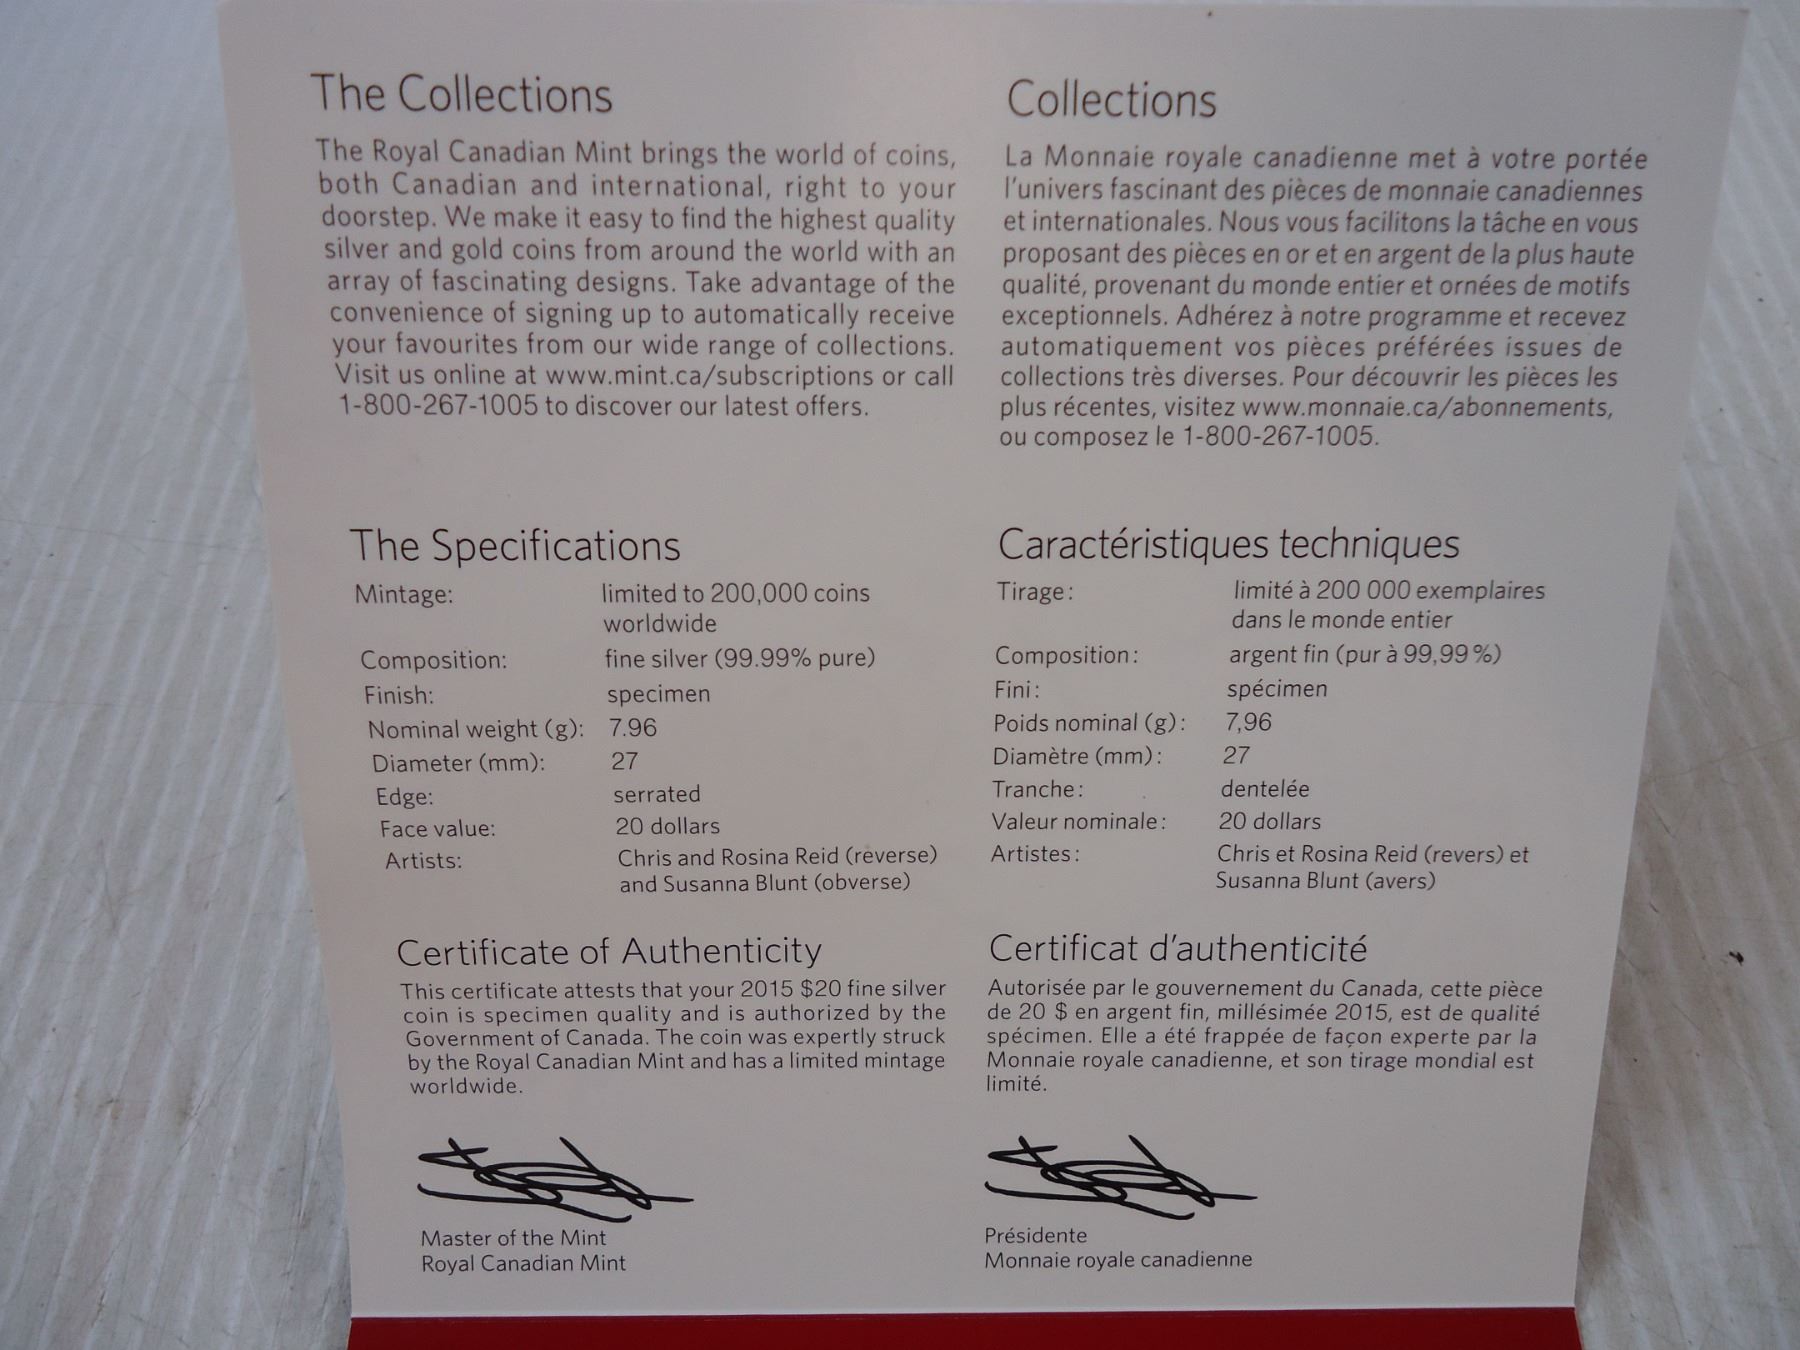 The Collections
The Royal Canadian Mint brings the world of coins,
both Canadian and international, right to your
doorstep. We make it easy to find the highest quality
silver and gold coins from around the world with an
array of fascinating designs. Take advantage of the
convenience of signing up to automatically receive
your favourites from our wide range of collections.
Visit us online at www.mint.ca/subscriptions or call
1-800-267-1005 to discover our latest offers.
The Specifications
Mintage: limited to 200,000 coins
worldwide
Composition: fine silver (99.99% pure)
Finish: specimen
Nominal weight (g): 7.96
Diameter (mm): 27
Edge: serrated
Face value: 20 dollars
Artists: Chris and Rosina Reid (reverse)
and Susanna Blunt (obverse)
Certificate of Authenticity
This certificate attests that your 2015 $20 fine silver
coin is specimen quality and is authorized by the
Government of Canada. The coin was expertly struck
by the Royal Canadian Mint and has a limited mintage
worldwide.
Master of the Mint
Royal Canadian Mint
Collections
La Monnaie royale canadienne met à votre portée
l'univers fascinant des pièces de monnaie canadiennes
et internationales. Nous vous facilitons la tâche en vous
proposant des pièces en or et en argent de la plus haute
qualité, provenant du monde entier et ornées de motifs
exceptionnels. Adhérez à notre programme et recevez
automatiquement vos pièces préférées issues de
collections très diverses. Pour découvrir les pièces les
plus récentes, visitez www.monnaie.ca/abonnements,
ou composez le 1-800-267-1005.
Caractéristiques techniques
Tirage : limité à 200 000 exemplaires
dans le monde entier
Composition : argent fin (pur à 99,99 %)
Fini : spécimen
Poids nominal (g) : 7,96
Diamètre (mm) : 27
Tranche : dentelée
Valeur nominale : 20 dollars
Artistes : Chris et Rosina Reid (revers) et
Susanna Blunt (avers)
Certificat d'authenticité
Autorisée par le gouvernement du Canada, cette pièce
de 20 $ en argent fin, millésimée 2015, est de qualité
spécimen. Elle a été frappée de façon experte par la
Monnaie royale canadienne, et son tirage mondial est
limité.
Présidente
Monnaie royale canadienne